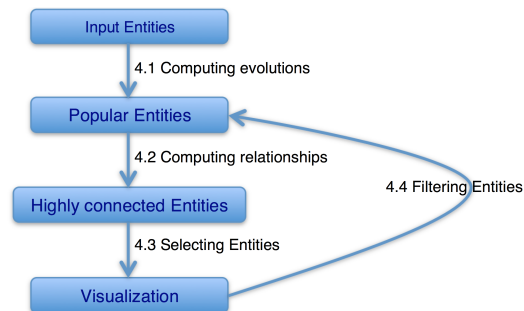 Input Entities
4.1 Computing evolutions
Popular Entities
4.2 Computing relationships
4.4 Filtering Entities
Highly connected Entities
4.3 Selecting Entities
Visualization